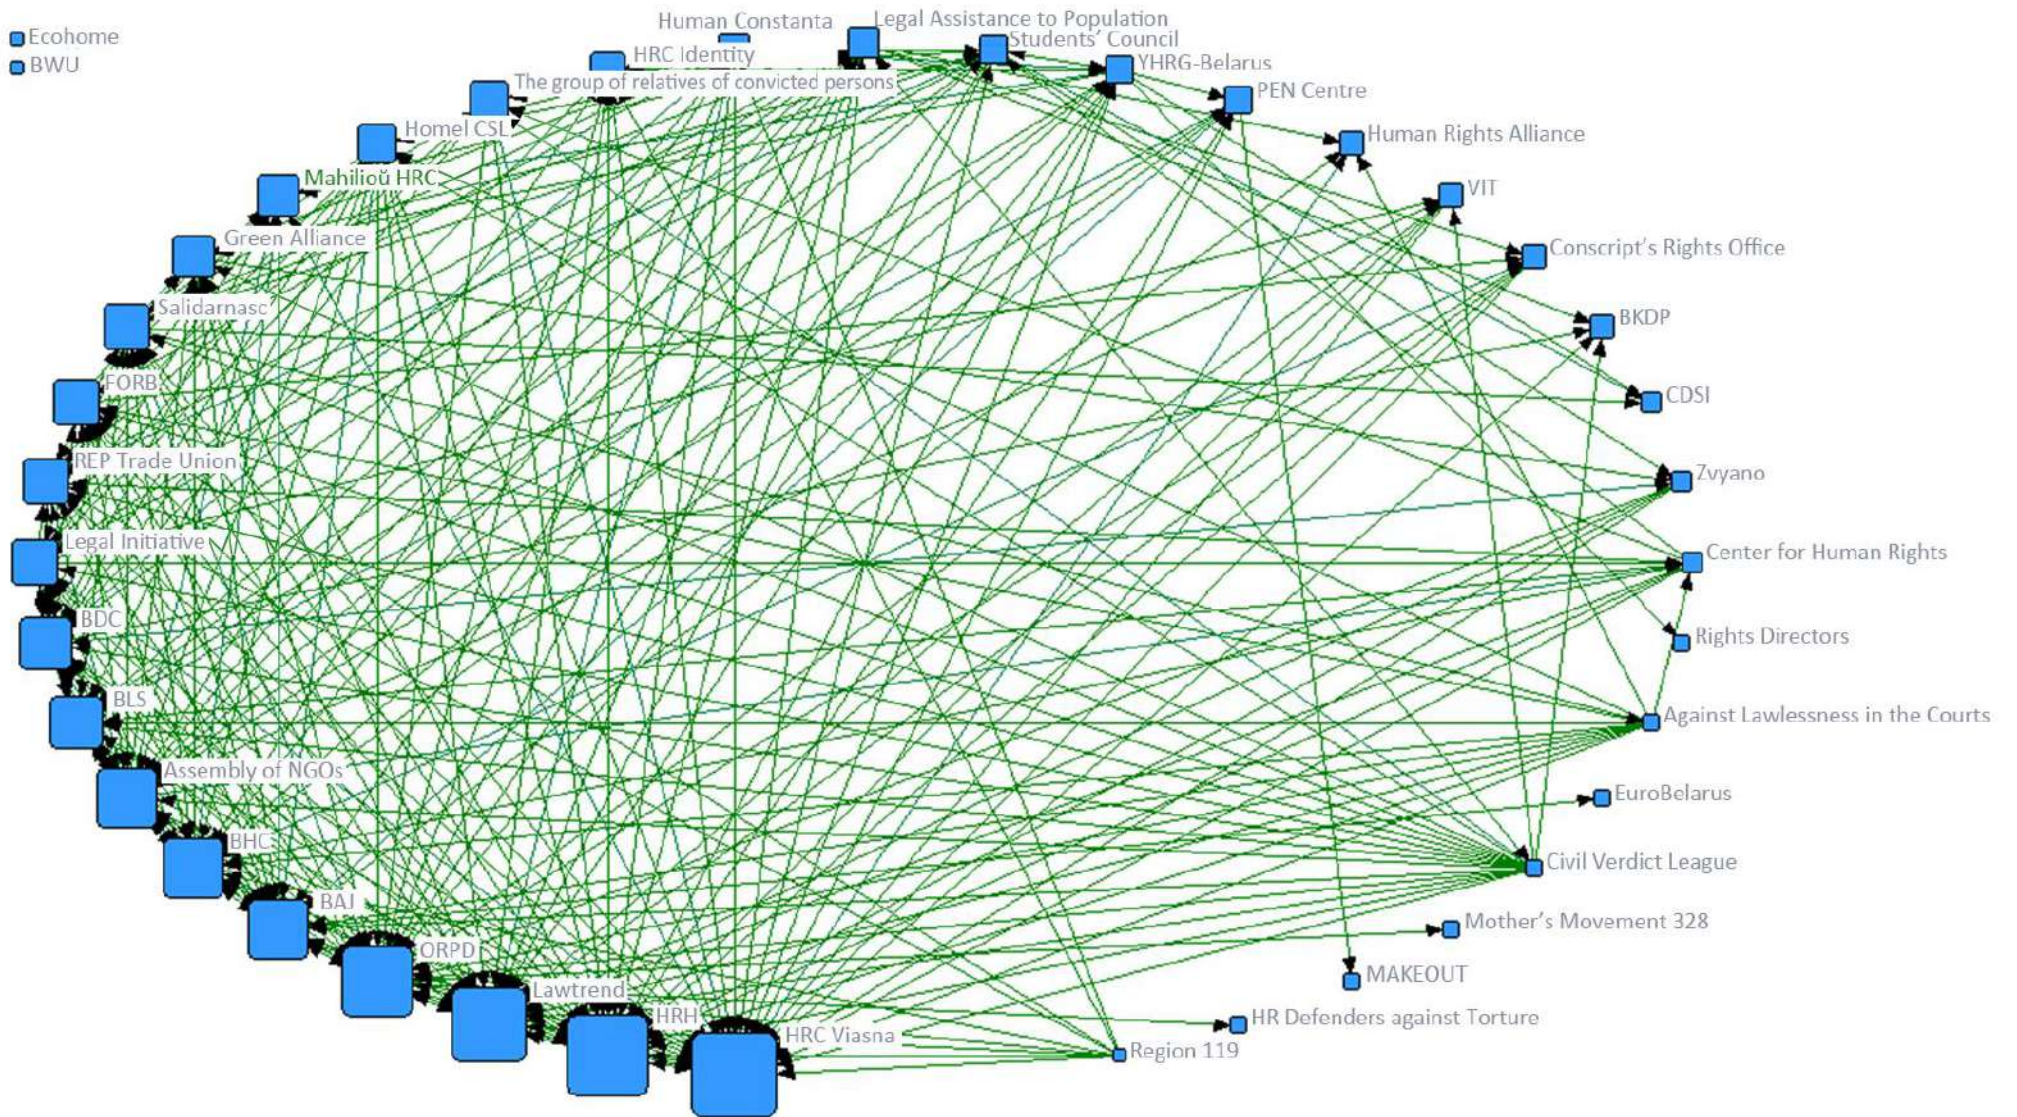 Human Constanta
Legal Assistance to Population
Ecohome
Students' Council
HRC Identity
YHRG-Belarus
BWU
The group of relatives of convicted persons
PEN Centre
Homel CSL
Human Rights Alliance
Mahilioŭ HRC
VIT
Green Alliance
Conscript's Rights Office
Salidarnasc
BKDP
FORB
CDSI
REP Trade Union
Zvyano
Legal Initiative
Center for Human Rights
BDC
Rights Directors
BLS
Against Lawlessness in the Courts
Assembly of NGOs
EuroBelarus
BHC
Civil Verdict League
BAJ
Mother's Movement 328
ORPD
MAKEOUT
Lawtrend
HRH
HR Defenders against Torture
HRC Viasna
Region 119